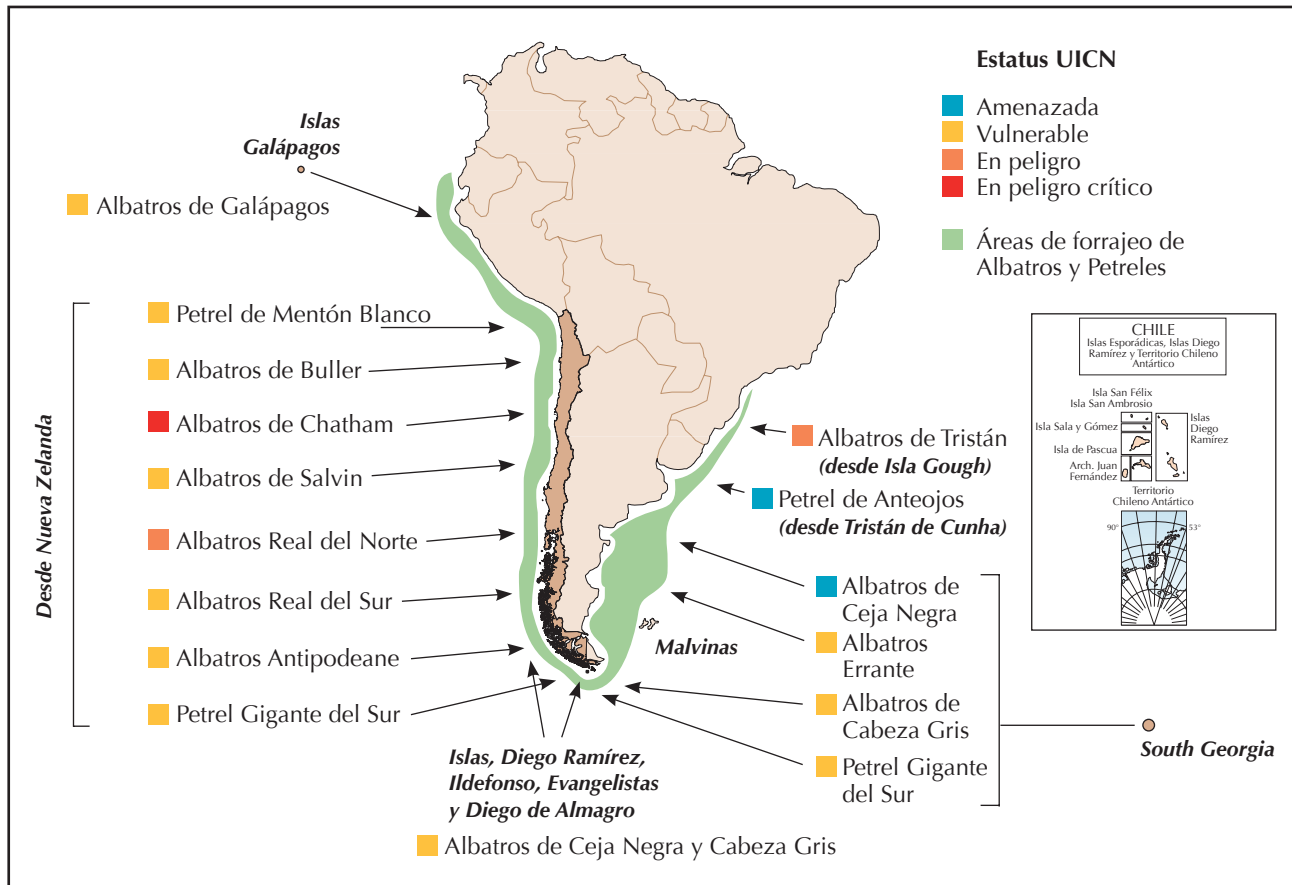 Estatus UICN
Amenazada
Vulnerable
En peligro
En peligro crítico
Áreas de forrajeo de
Albatros y Petreles
Islas
Galápagos
Albatros de Galápagos
Desde Nueva Zelanda
Petrel de Mentón Blanco
Albatros de Buller
Albatros de Chatham
Albatros de Salvin
Albatros Real del Norte
Albatros Real del Sur
Albatros Antipodeane
Petrel Gigante del Sur
Islas, Diego Ramírez,
Ildefonso, Evangelistas
y Diego de Almagro
Albatros de Ceja Negra y Cabeza Gris
Albatros de Tristán
(desde Isla Gough)
Petrel de Anteojos
(desde Tristán de Cunha)
Albatros de
Ceja Negra
Albatros
Errante
Albatros de
Cabeza Gris
Petrel Gigante
del Sur
Malvinas
South Georgia
CHILE
Islas Esporádicas, Islas Diego
Ramírez y Territorio Chileno
Antártico
Isla San Félix
Isla San Ambrosio
Isla Sala y Gómez
Isla de Pascua
Arch. Juan
Fernández
Islas
Diego
Ramírez
Territorio
Chileno Antártico
90°
53°